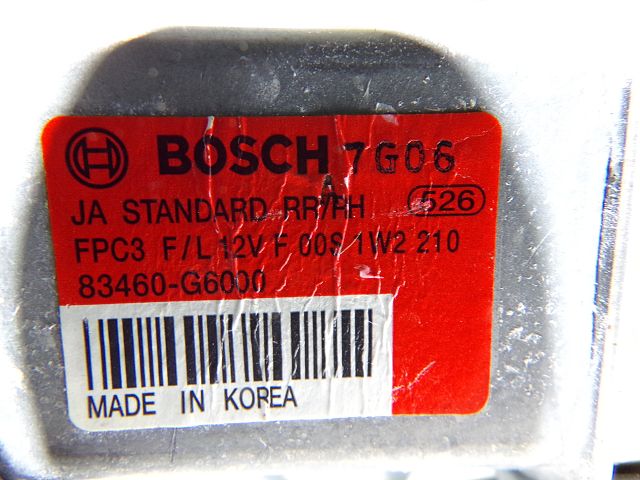 BOSCH 7G06
A
JA STANDARD RR/RH 526
FPC3 F/L 12V F 00S 1W2 210
83460-G6000
MADE IN KOREA